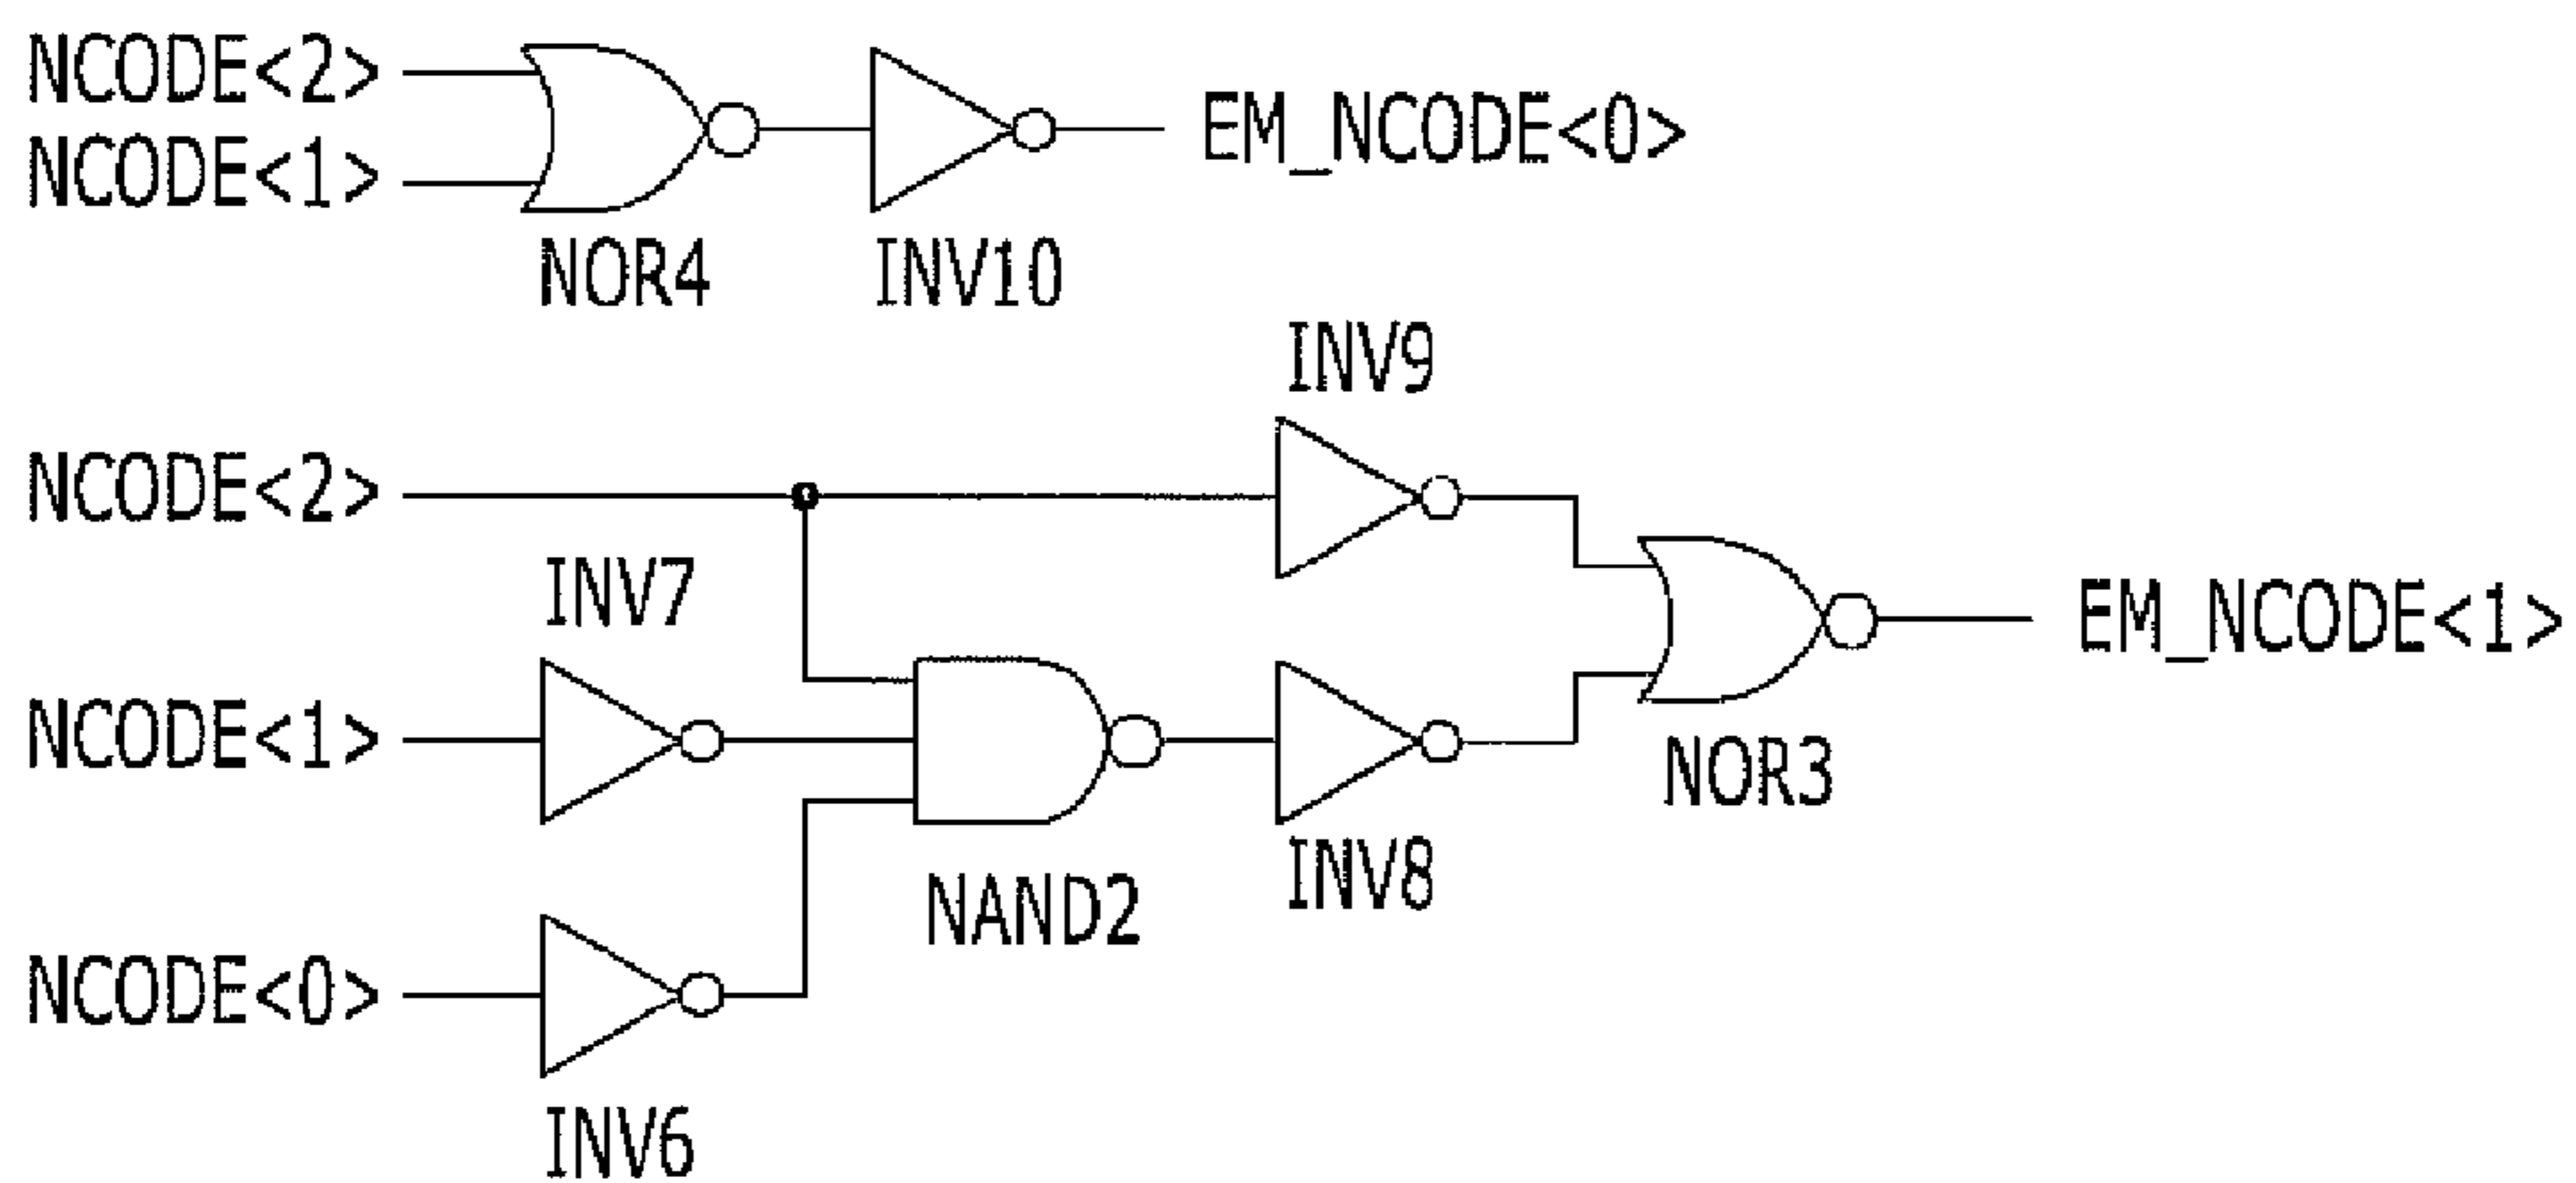 NCODE<2>
NCODE<1>
EM_NCODE<0>
NOR4
INV10
INV9
NCODE<2>
INV7
EM_NCODE<1>
NCODE<1>
NOR3
INV8
NAND2
NCODE<0>
INV6